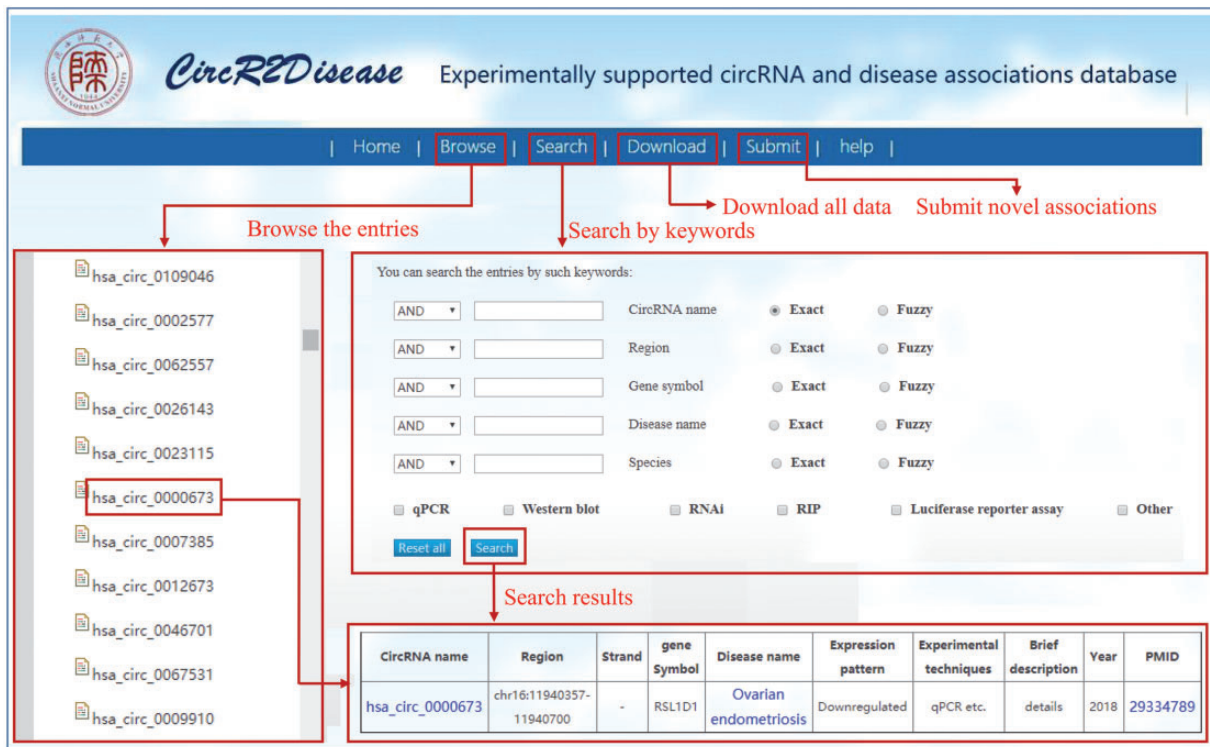 CircR2Disease Experimentally supported circRNA and disease associations database
| Home | Browse | Search | Download | Submit | help |
Download all data Submit novel associations
Browse the entries
Search by keywords
hsa_circ_0109046
hsa_circ_0002577
hsa_circ_0062557
hsa_circ_0026143
hsa_circ_0023115
hsa_circ_0000673
hsa_circ_0007385
hsa_circ_0012673
hsa_circ_0046701
hsa_circ_0067531
hsa_circ_0009910
You can search the entries by such keywords:
AND CircRNA name Exact Fuzzy
AND Region Exact Fuzzy
AND Gene symbol Exact Fuzzy
AND Disease name Exact Fuzzy
AND Species Exact Fuzzy
qPCR Western blot RNAi RIP Luciferase reporter assay Other
Reset all Search
Search results
CircRNA name Region Strand gene Symbol Disease name Expression pattern Experimental techniques Brief description Year PMID
hsa_circ_0000673 chr16:11940357-11940700 - RSL1D1 Ovarian endometriosis Downregulated qPCR etc. details 2018 29334789